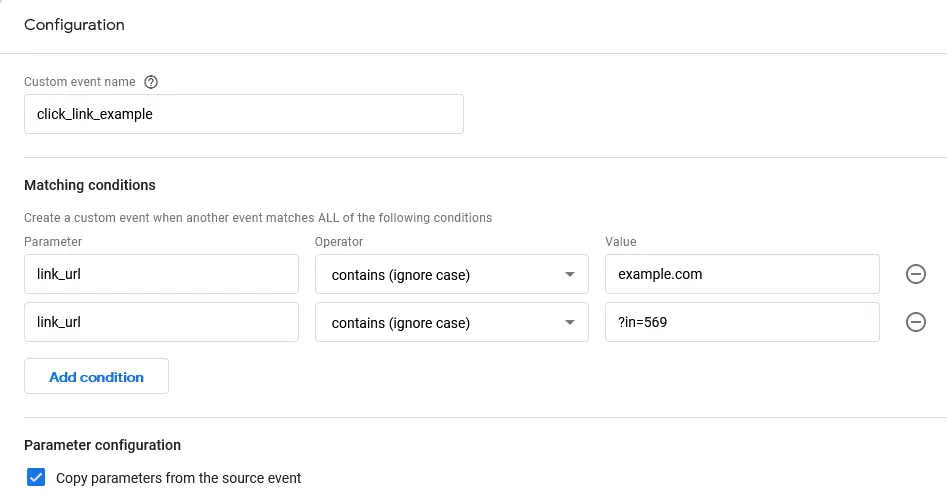 Configuration
Custom event name
click_link_example
Matching conditions
Create a custom event when another event matches ALL of the following conditions
Parameter Operator Value
link_url contains (ignore case) example.com
link_url contains (ignore case) ?in=569
Add condition
Parameter configuration
Copy parameters from the source event